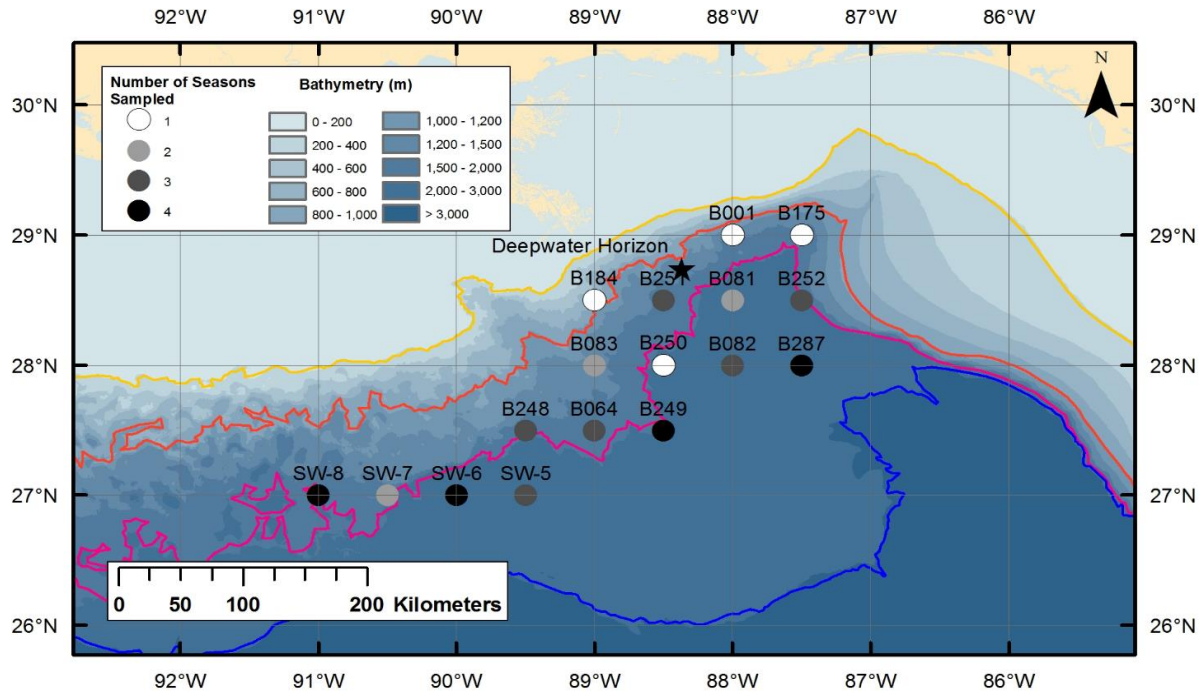 92°W 91°W 90°W 89°W 88°W 87°W 86°W
N
Number of Seasons
Sampled
1
2
3
4
Bathymetry (m)
0 - 200
200 - 400
400 - 600
600 - 800
800 - 1,000
1,000 - 1,200
1,200 - 1,500
1,500 - 2,000
2,000 - 3,000
> 3,000
30°N 30°N
29°N 29°N
28°N 28°N
27°N 27°N
26°N 26°N
B001 B175
Deepwater Horizon
B184 B251 B081 B252
B083 B250 B082 B287
B248 B064 B249
SW-8 SW-7 SW-6 SW-5
0 50 100 200 Kilometers
92°W 91°W 90°W 89°W 88°W 87°W 86°W